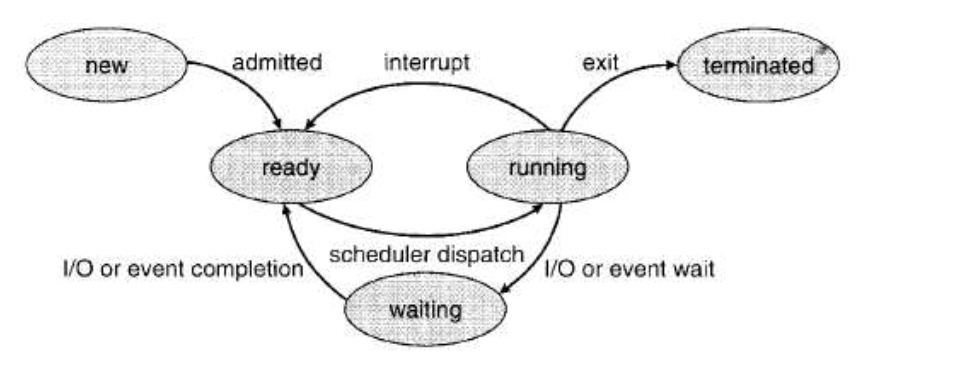 new
admitted
interrupt
exit
terminated
ready
running
scheduler dispatch
I/O or event completion
I/O or event wait
waiting